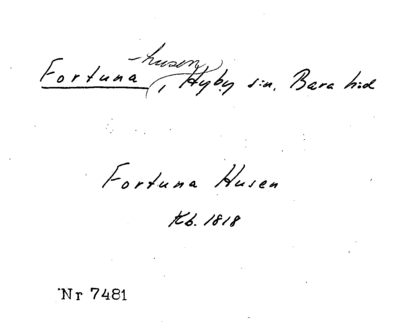 Fortuna -husen, Hyby s:n, Bara hd
Fortuna Husen
Kb. 1818
Nr 7481